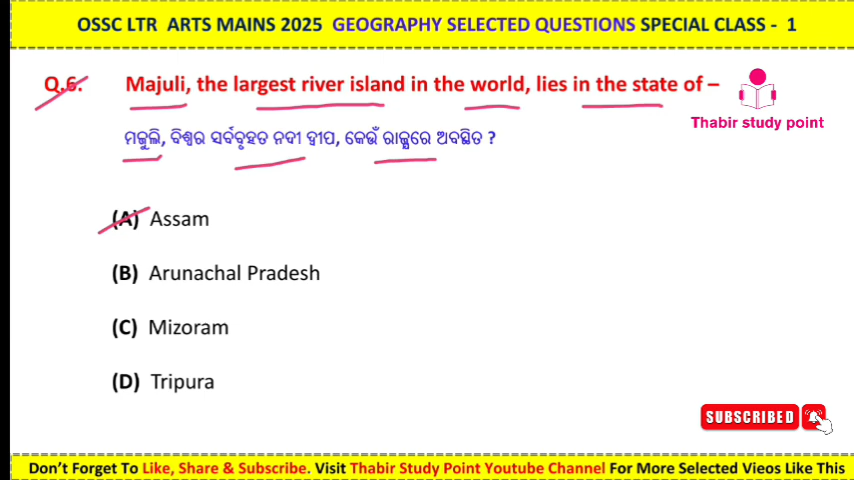 OSSC LTR ARTS MAINS 2025 GEOGRAPHY SELECTED QUESTIONS SPECIAL CLASS - 1
Q.6. Majuli, the largest river island in the world, lies in the state of –
Thabir study point
ମଜୁଲି, ବିଶ୍ଵର ସର୍ବବୃହତ ନଦୀ ଦ୍ଵୀପ, କେଉଁ ରାଜ୍ଯରେ ଅବସ୍ଥିତ ?
(A) Assam
(B) Arunachal Pradesh
(C) Mizoram
(D) Tripura
SUBSCRIBED
Don't Forget To Like, Share & Subscribe. Visit Thabir Study Point Youtube Channel For More Selected Vieos Like This